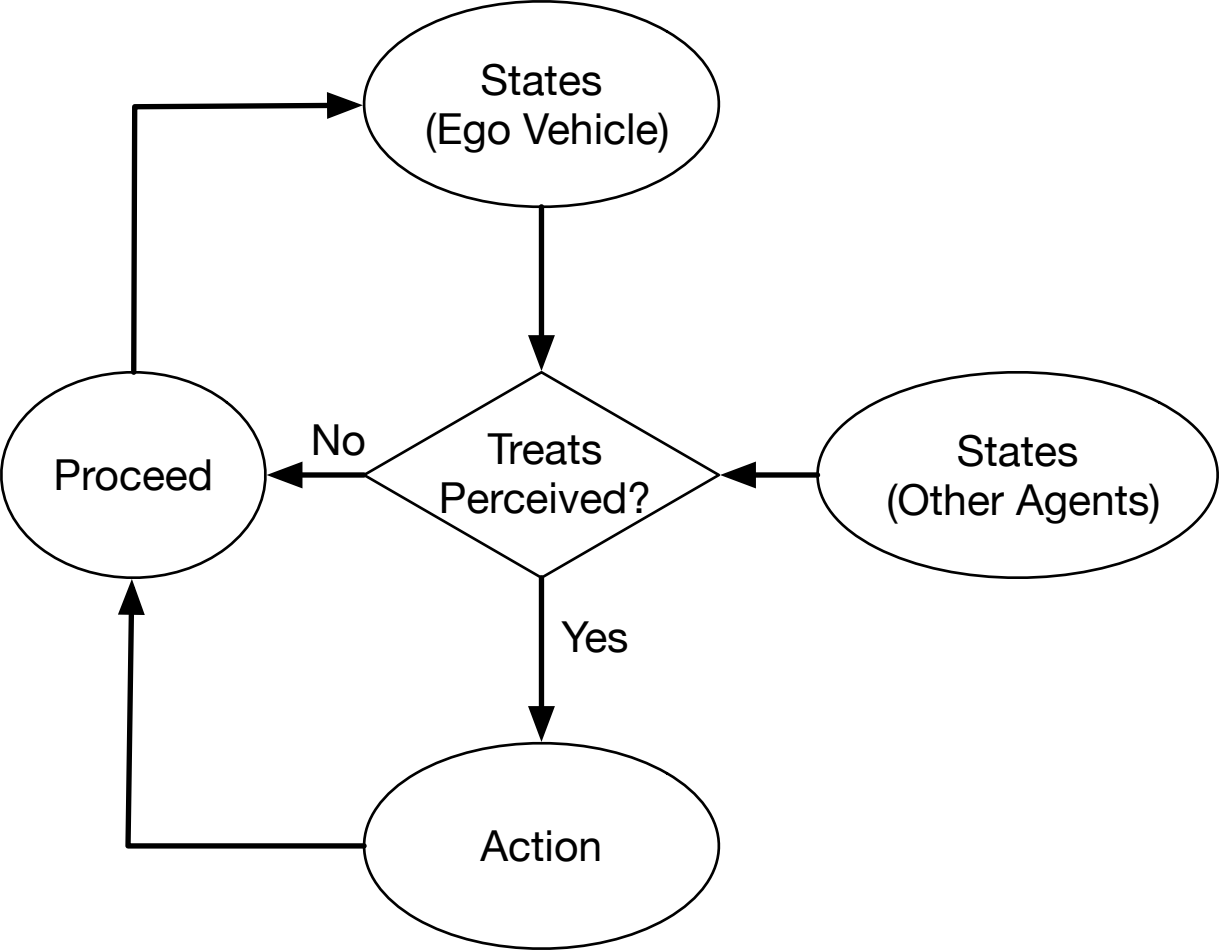 States
(Ego Vehicle)
No
Treats
Perceived?
Proceed
States
(Other Agents)
Yes
Action